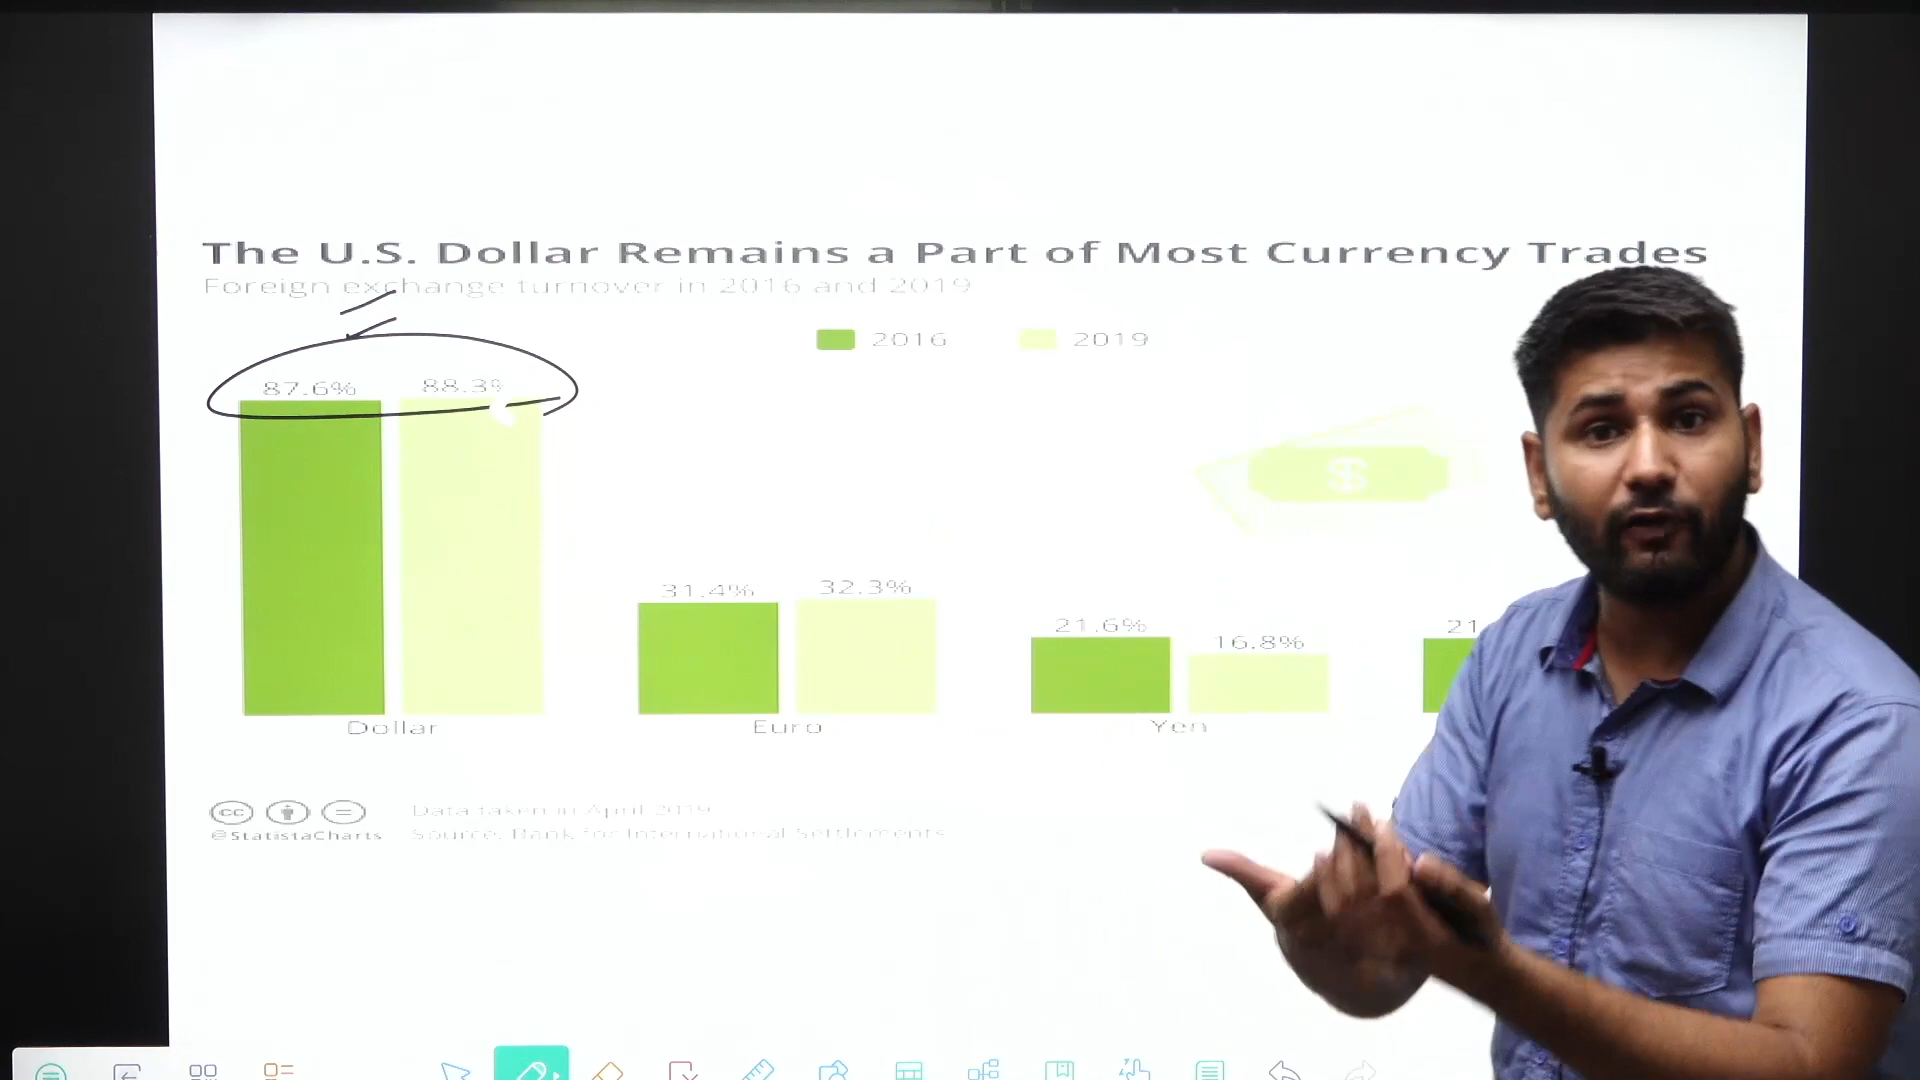 The U.S. Dollar Remains a Part of Most Currency Trades
Foreign exchange turnover in 2016 and 2019
2016
2019
87.6%
88.3%
31.4%
32.3%
21.6%
16.8%
21
$
Dollar
Euro
Yen
cc
Data taken in April 2019
@StatistaCharts
Source: Bank for International Settlements